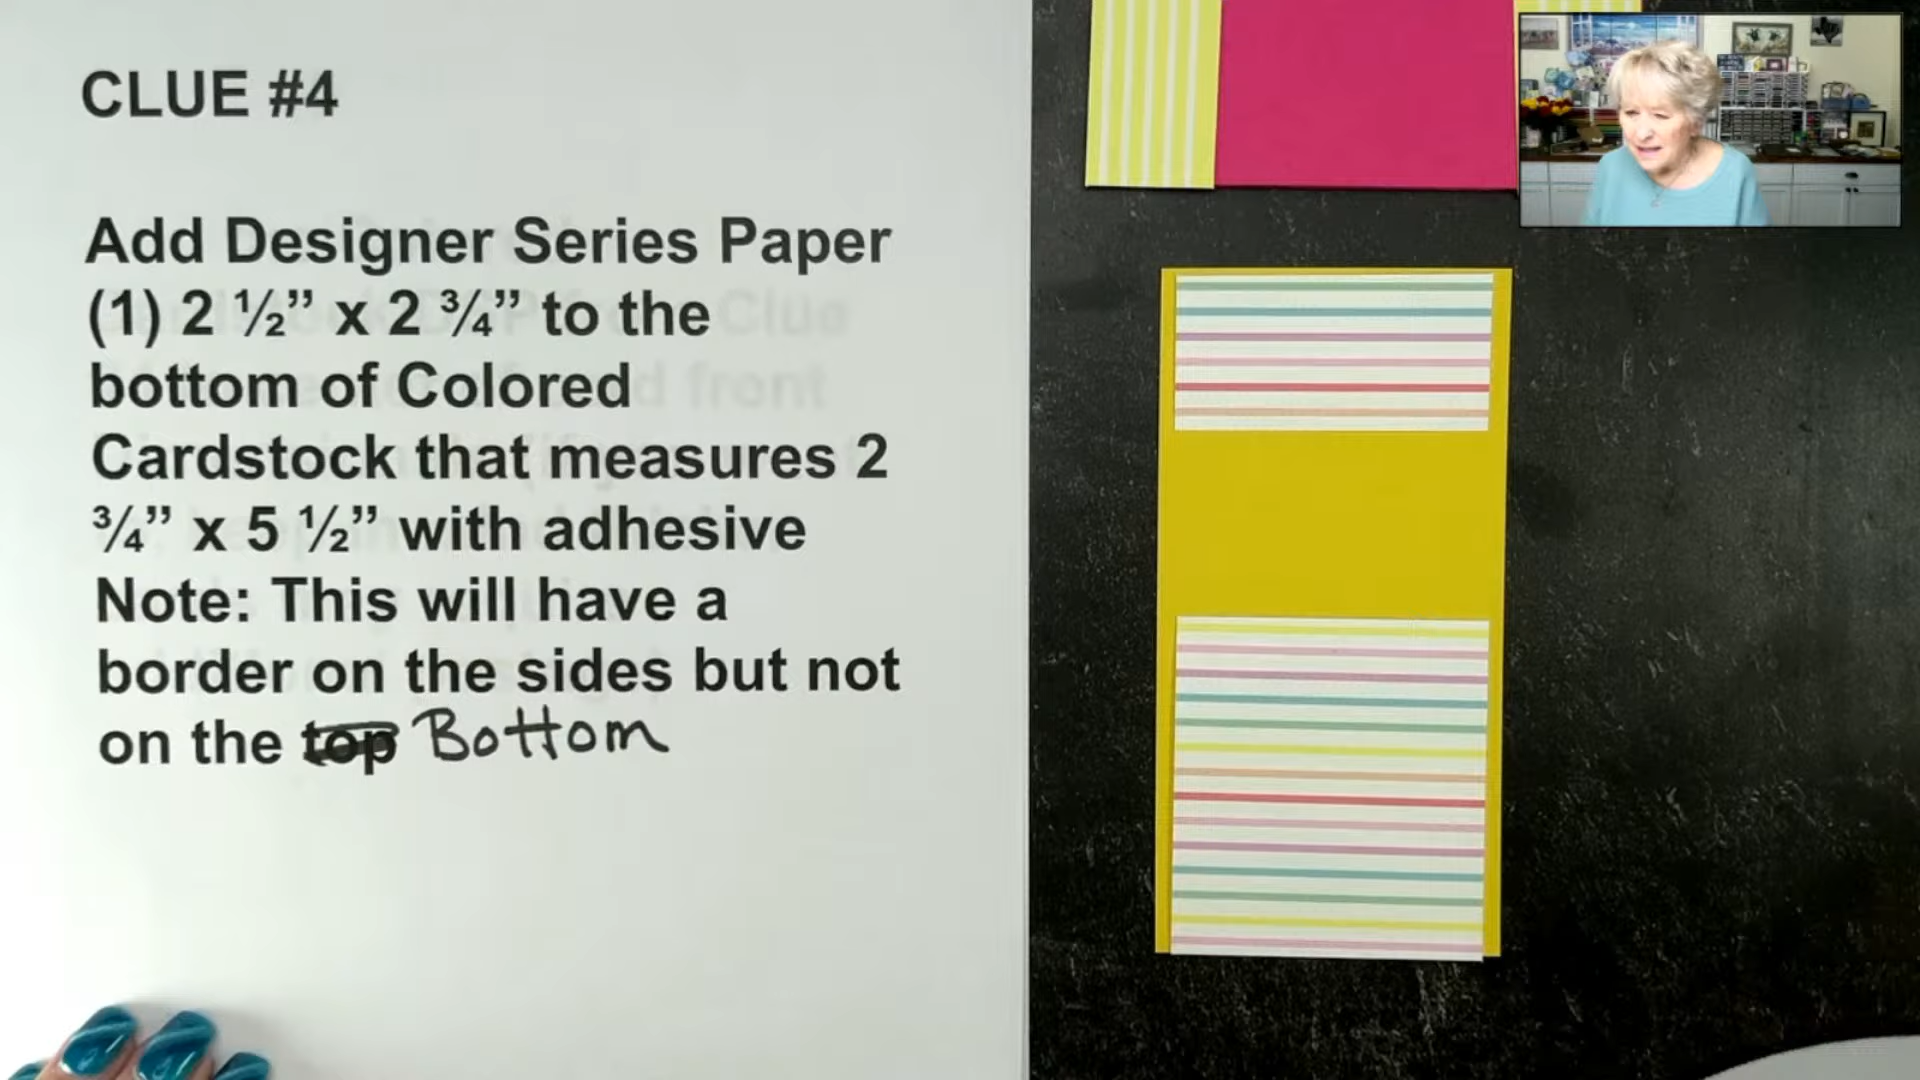 CLUE #4
Add Designer Series Paper
(1) 2 ½” x 2 ¾” to the
bottom of Colored
Cardstock that measures 2
¾” x 5 ½” with adhesive
Note: This will have a
border on the sides but not
on the top Bottom